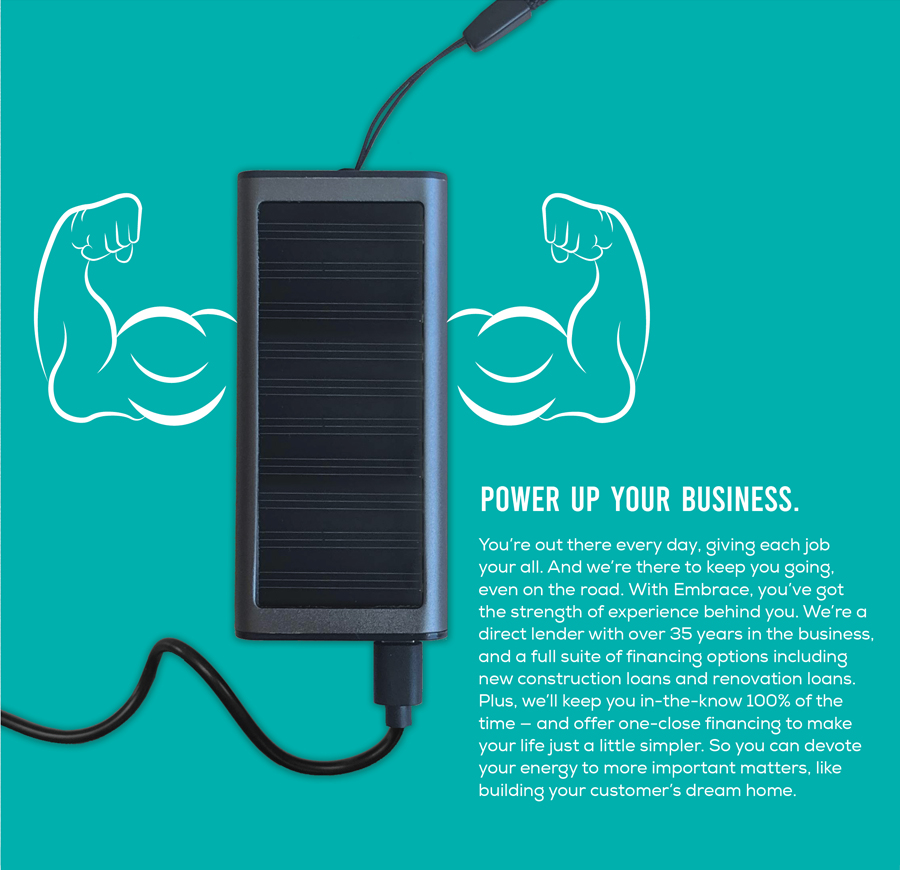 POWER UP YOUR BUSINESS.
You're out there every day, giving each job
your all. And we're there to keep you going,
even on the road. With Embrace, you've got
the strength of experience behind you. We're a
direct lender with over 35 years in the business,
and a full suite of financing options including
new construction loans and renovation loans.
Plus, we'll keep you in-the-know 100% of the
time — and offer one-close financing to make
your life just a little simpler. So you can devote
your energy to more important matters, like
building your customer's dream home.